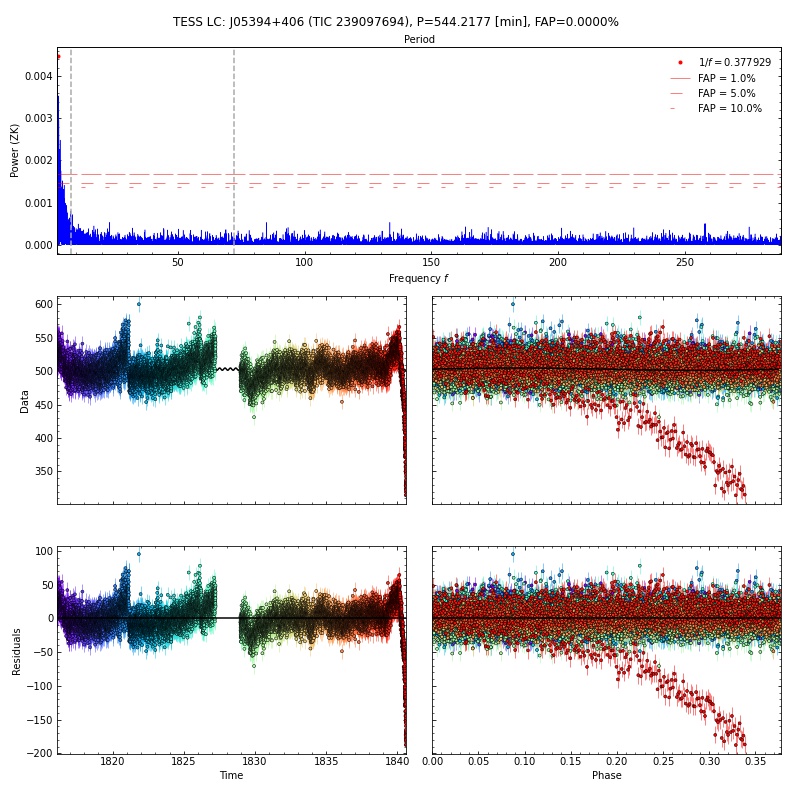 TESS LC: J05394+406 (TIC 239097694), P=544.2177 [min], FAP=0.0000%
Period
Power (ZK)
0.004
0.003
0.002
0.001
0.000
1/f = 0.377929
FAP = 1.0%
FAP = 5.0%
FAP = 10.0%
50 100 150 200 250
Frequency f
Data
600
550
500
450
400
350
Residuals
100
50
0
−50
−100
−150
−200
1820 1825 1830 1835 1840
Time
0.00 0.05 0.10 0.15 0.20 0.25 0.30 0.35
Phase